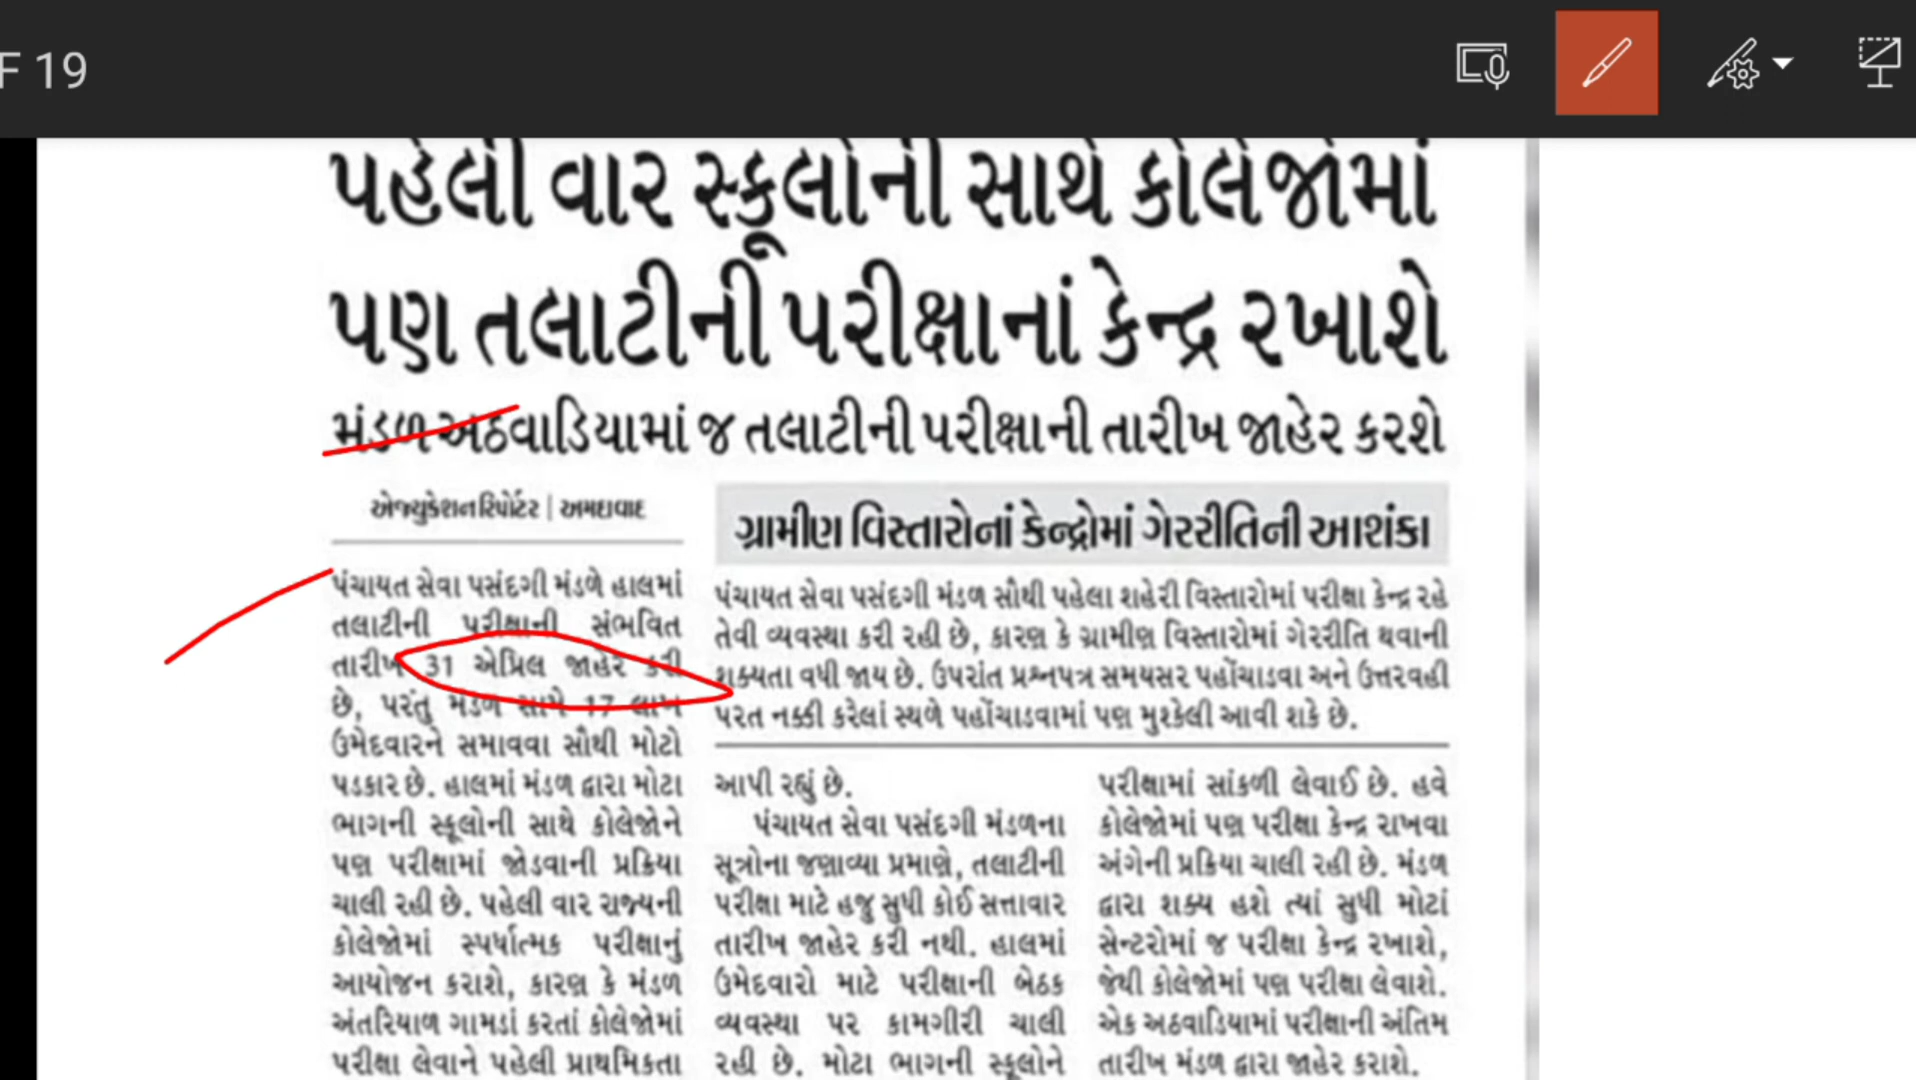 F 19
પહેલી વાર સ્કૂલોની સાથે કોલેજોમાં
પણ તલાટીની પરીક્ષાનાં કેન્દ્ર રખાશે
મંડળ અઠવાડિયામાં જ તલાટીની પરીક્ષાની તારીખ જાહેર કરશે
એજ્યુકેશન રિપોર્ટર | અમદાવાદ
પંચાયત સેવા પસંદગી મંડળે હાલમાં
તલાટીની પરીક્ષાની સંભવિત
તારીખ 31 એપ્રિલ જાહેર કરી
છે, પરંતુ મંડળ સામે 17 લાખ
ઉમેદવારને સમાવવા સૌથી મોટો
પડકાર છે. હાલમાં મંડળ દ્વારા મોટા
ભાગની સ્કૂલોની સાથે કોલેજોને
પણ પરીક્ષામાં જોડવાની પ્રક્રિયા
ચાલી રહી છે. પહેલી વાર રાજ્યની
કોલેજોમાં સ્પર્ધાત્મક પરીક્ષાનું
આયોજન કરાશે, કારણ કે મંડળ
અંતરિયાળ ગામડાં કરતાં કોલેજોમાં
પરીક્ષા લેવાને પહેલી પ્રાથમિકતા
ગ્રામીણ વિસ્તારોનાં કેન્દ્રોમાં ગેરરીતિની આશંકા
પંચાયત સેવા પસંદગી મંડળ સૌથી પહેલા શહેરી વિસ્તારોમાં પરીક્ષા કેન્દ્ર રહે
તેવી વ્યવસ્થા કરી રહી છે, કારણ કે ગ્રામીણ વિસ્તારોમાં ગેરરીતિ થવાની
શક્યતા વધી જાય છે. ઉપરાંત પ્રશ્નપત્ર સમયસર પહોંચાડવા અને ઉત્તરવહી
પરત નક્કી કરેલાં સ્થળે પહોંચાડવામાં પણ મુશ્કેલી આવી શકે છે.
આપી રહ્યું છે.
પંચાયત સેવા પસંદગી મંડળના
સૂત્રોના જણાવ્યા પ્રમાણે, તલાટીની
પરીક્ષા માટે હજુ સુધી કોઈ સત્તાવાર
તારીખ જાહેર કરી નથી. હાલમાં
ઉમેદવારો માટે પરીક્ષાની બેઠક
વ્યવસ્થા પર કામગીરી ચાલી
રહી છે. મોટા ભાગની સ્કૂલોને
પરીક્ષામાં સાંકળી લેવાઈ છે. હવે
કોલેજોમાં પણ પરીક્ષા કેન્દ્ર રાખવા
અંગેની પ્રક્રિયા ચાલી રહી છે. મંડળ
દ્વારા શક્ય હશે ત્યાં સુધી મોટાં
સેન્ટરોમાં જ પરીક્ષા કેન્દ્ર રખાશે,
જેથી કોલેજોમાં પણ પરીક્ષા લેવાશે.
એક અઠવાડિયામાં પરીક્ષાની અંતિમ
તારીખ મંડળ દ્વારા જાહેર કરાશે.